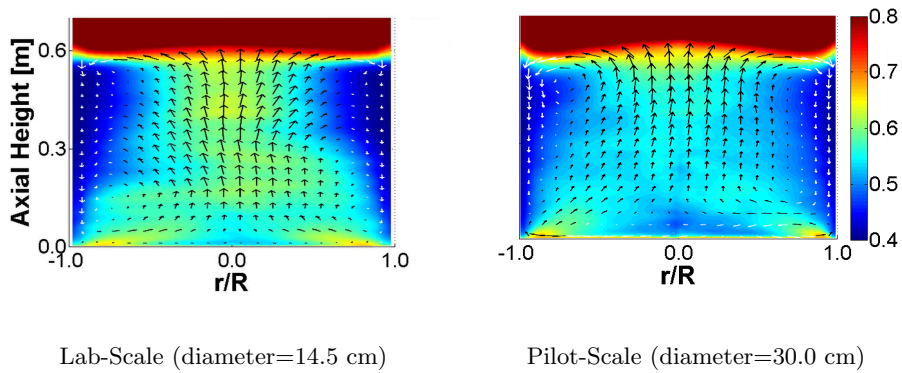 Axial Height [m]
0.6
0.3
0.0
-1.0
0.0
1.0
r/R
-1.0
0.0
1.0
r/R
0.8
0.7
0.6
0.5
0.4
Lab-Scale (diameter=14.5 cm)
Pilot-Scale (diameter=30.0 cm)